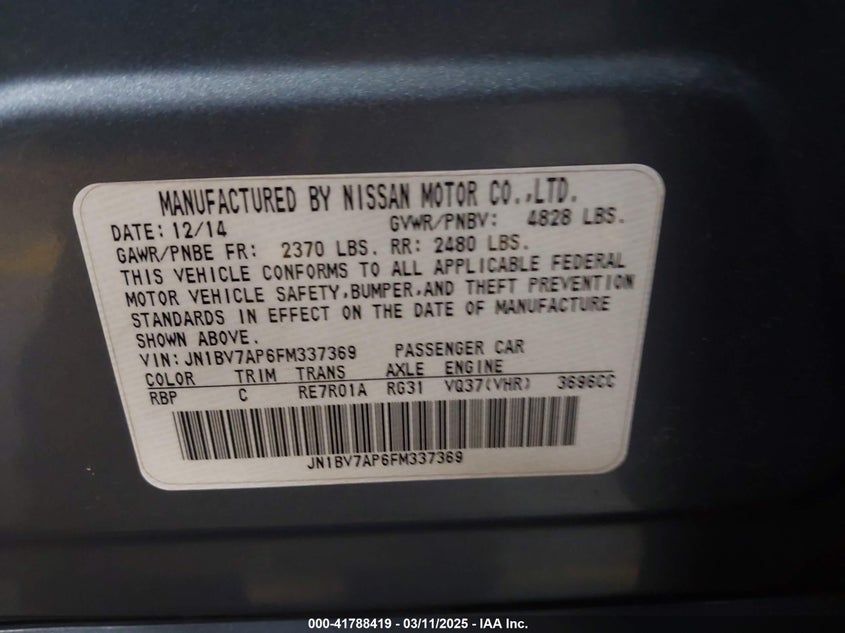 MANUFACTURED BY NISSAN MOTOR CO.,LTD.
DATE: 12/14 GVWR/PNBV: 4828 LBS.
GAWR/PNBE FR: 2370 LBS. RR: 2480 LBS.
THIS VEHICLE CONFORMS TO ALL APPLICABLE FEDERAL
MOTOR VEHICLE SAFETY,BUMPER,AND THEFT PREVENTION
STANDARDS IN EFFECT ON THE DATE OF MANUFACTURE
SHOWN ABOVE.
VIN:JN1BV7AP6FM337369 PASSENGER CAR
COLOR TRIM TRANS AXLE ENGINE
RBP C RE7R01A RG31 VQ37(VHR) 3696CC
JN1BV7AP6FM337369
000-41788419 - 03/11/2025 - IAA Inc.